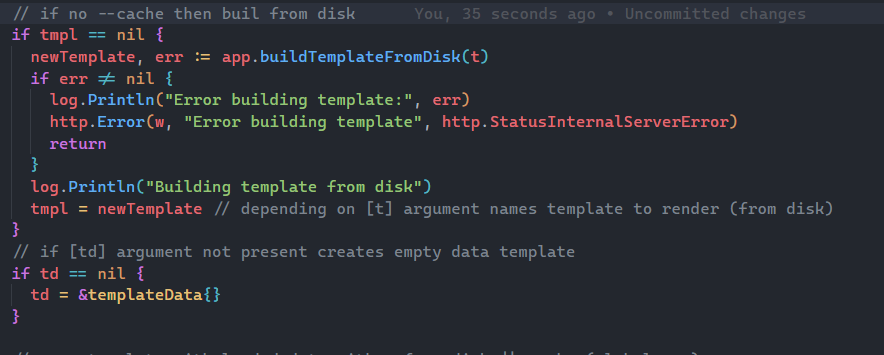 // if no --cache then buil from disk    You, 35 seconds ago • Uncommitted changes
if tmpl == nil {
  newTemplate, err := app.buildTemplateFromDisk(t)
  if err ≠ nil {
    log.Println("Error building template:", err)
    http.Error(w, "Error building template", http.StatusInternalServerError)
    return
  }
  log.Println("Building template from disk")
  tmpl = newTemplate // depending on [t] argument names template to render (from disk)
}
// if [td] argument not present creates empty data template
if td == nil {
  td = &templateData{}
}